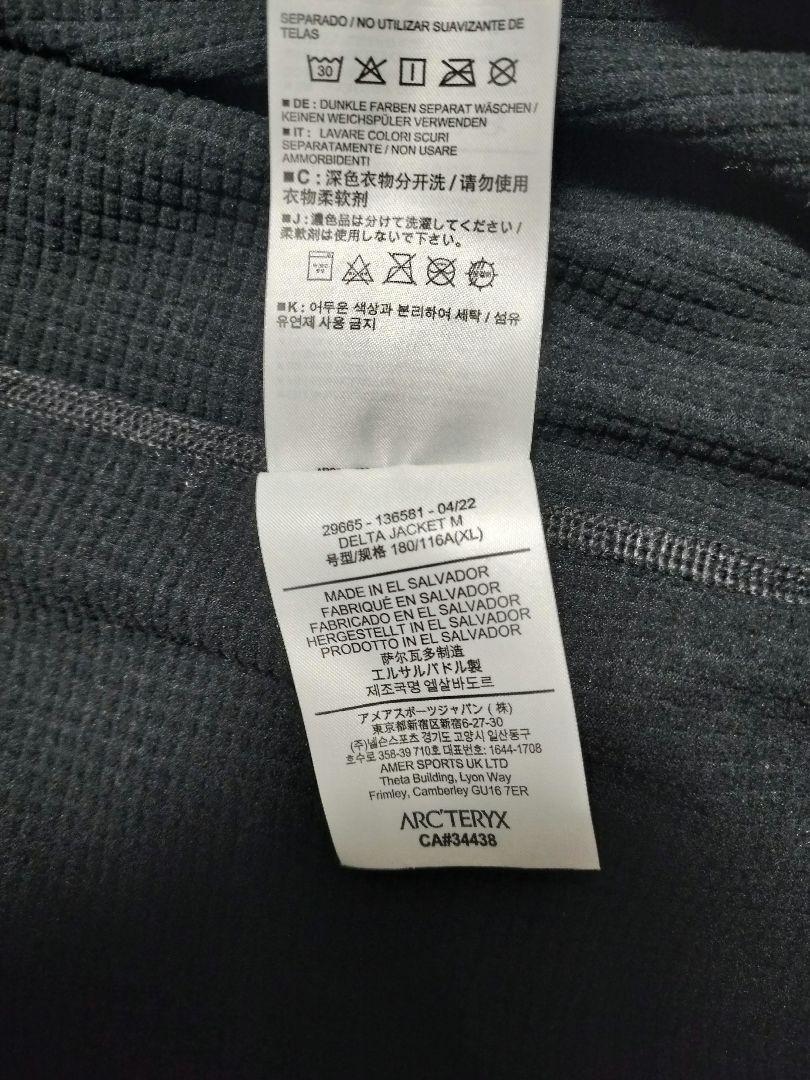 SEPARADO / NO UTILIZAR SUAVIZANTE DE
TELAS
30
■ DE : DUNKLE FARBEN SEPARAT WASCHEN /
KEINEN WEICHSPÜLER VERWENDEN
■ IT : LAVARE COLORI SCURI
SEPARATAMENTE / NON USARE
AMMORBIDENTI
■C : 深色衣物分开洗 / 请勿使用
衣物柔软剂
■J : 濃色品は分けて洗濯してください /
柔軟剤は使用しないで下さい。
■K : 어두운 색상과 분리하여 세탁 / 섬유
유연제 사용 금지
29665 - 136581 - 04/22
DELTA JACKET M
号型/规格 180/116A(XL)
MADE IN EL SALVADOR
FABRIQUÉ EN SALVADOR
FABRICADO EN EL SALVADOR
HERGESTELLT IN EL SALVADOR
PRODOTTO IN EL SALVADOR
萨尔瓦多制造
エルサルバドル製
제조국명 엘살바도르
アメアスポーツジャパン ( 株)
東京都新宿区新宿6-27-30
(주)넬슨스포츠 경기도 고양시 일산동구
호수로 358-39 710호 대표번호: 1644-1708
AMER SPORTS UK LTD
Theta Building, Lyon Way
Frimley, Camberley GU16 7ER
ARC'TERYX
CA#34438